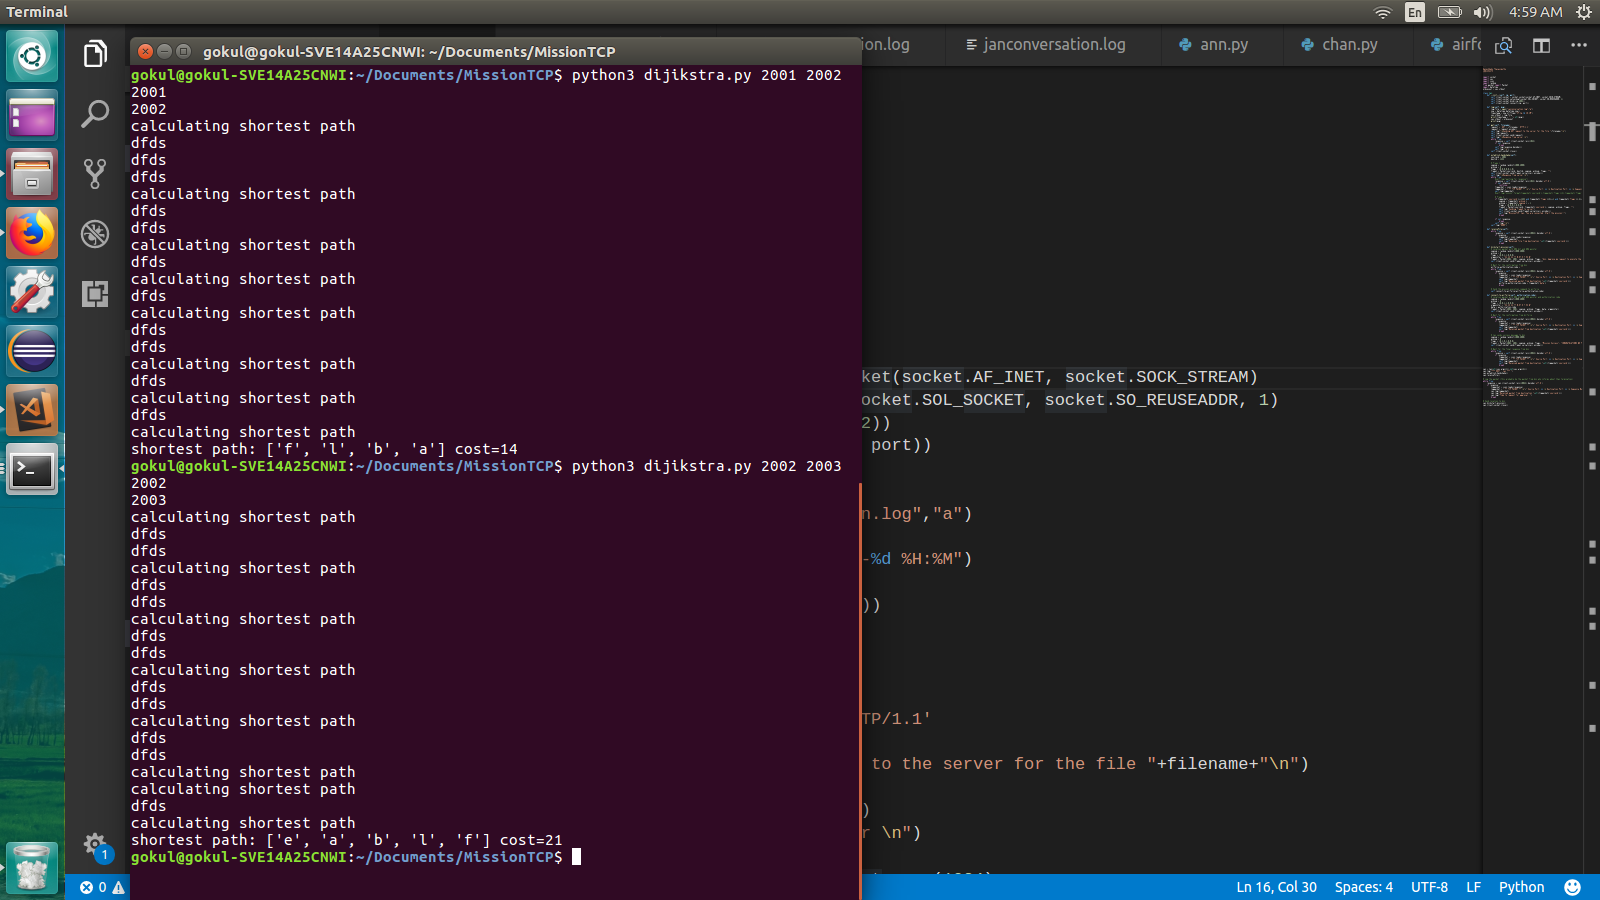 Terminal
En
4:59 AM
gokul@gokul-SVE14A25CNWI: ~/Documents/MissionTCP
ion.log
janconversation.log
ann.py
chan.py
airfo
gokul@gokul-SVE14A25CNWI:~/Documents/MissionTCP$ python3 dijikstra.py 2001 2002
2001
2002
calculating shortest path
dfds
dfds
dfds
calculating shortest path
dfds
dfds
calculating shortest path
dfds
calculating shortest path
dfds
calculating shortest path
dfds
dfds
calculating shortest path
dfds
calculating shortest path
dfds
calculating shortest path
shortest path: ['f', 'l', 'b', 'a'] cost=14
gokul@gokul-SVE14A25CNWI:~/Documents/MissionTCP$ python3 dijikstra.py 2002 2003
2002
2003
calculating shortest path
dfds
dfds
calculating shortest path
dfds
dfds
calculating shortest path
dfds
dfds
calculating shortest path
dfds
dfds
calculating shortest path
dfds
dfds
calculating shortest path
calculating shortest path
dfds
calculating shortest path
shortest path: ['e', 'a', 'b', 'l', 'f'] cost=21
gokul@gokul-SVE14A25CNWI:~/Documents/MissionTCP$
ket(socket.AF_INET, socket.SOCK_STREAM)
ocket.SOL_SOCKET, socket.SO_REUSEADDR, 1)
2))
port))
n.log","a")
-%d %H:%M")
))
TP/1.1'
to the server for the file "+filename+"\n")
)
r \n")
1
0
Ln 16, Col 30
Spaces: 4
UTF-8
LF
Python